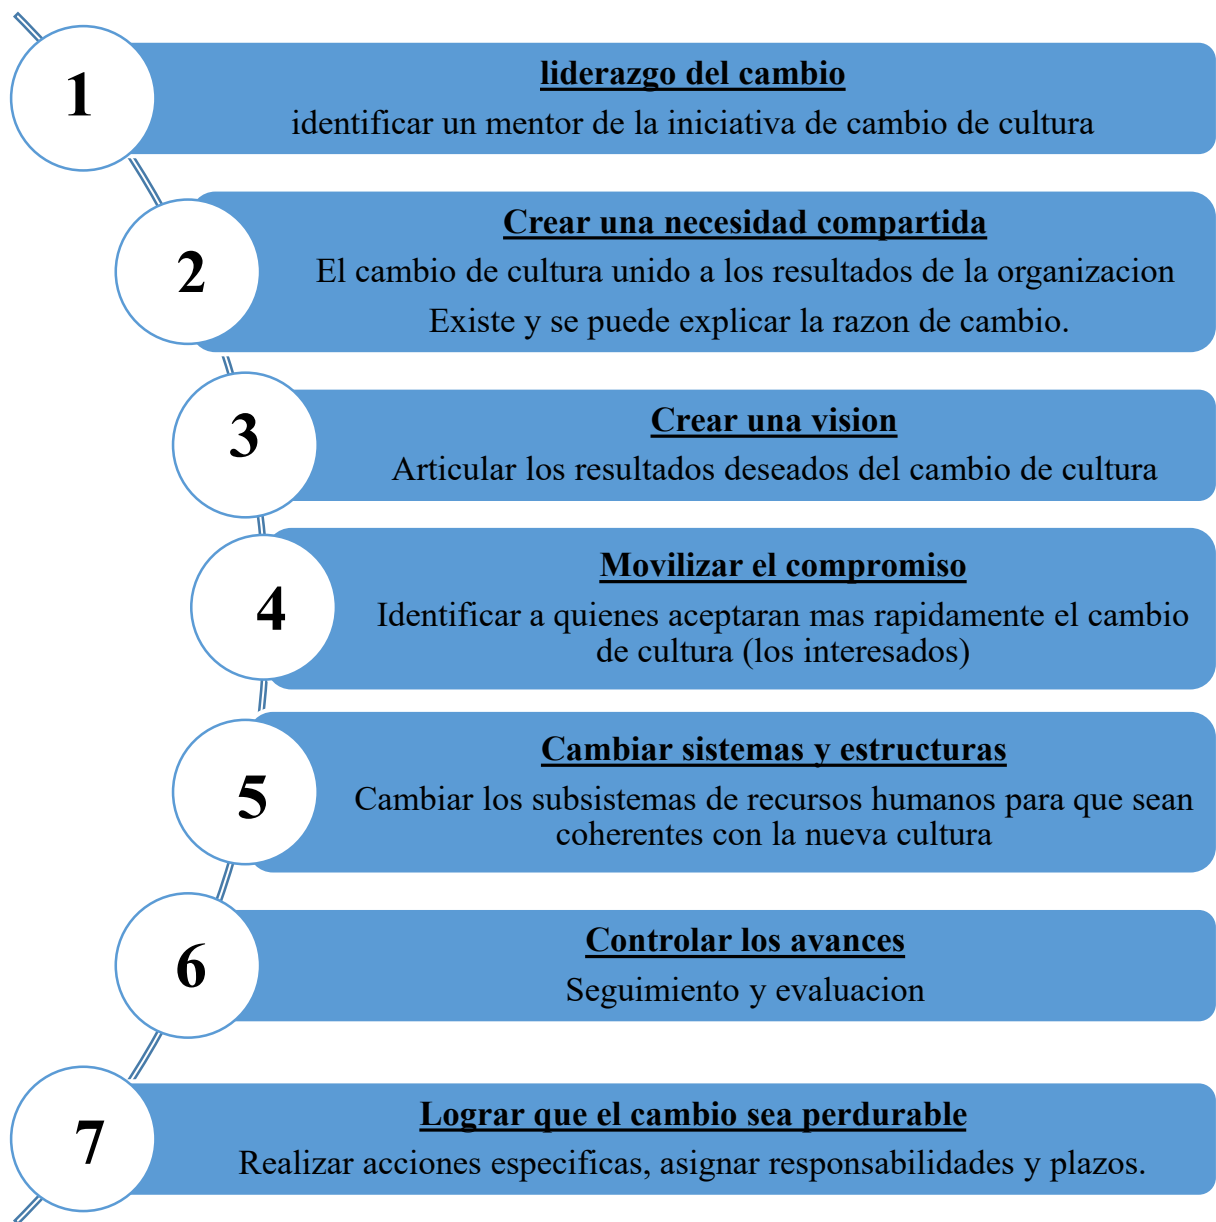 1
liderazgo del cambio
identificar un mentor de la iniciativa de cambio de cultura
2
Crear una necesidad compartida
El cambio de cultura unido a los resultados de la organizacion
Existe y se puede explicar la razon de cambio.
3
Crear una vision
Articular los resultados deseados del cambio de cultura
4
Movilizar el compromiso
Identificar a quienes aceptaran mas rapidamente el cambio
de cultura (los interesados)
5
Cambiar sistemas y estructuras
Cambiar los subsistemas de recursos humanos para que sean
coherentes con la nueva cultura
6
Controlar los avances
Seguimiento y evaluacion
7
Lograr que el cambio sea perdurable
Realizar acciones especificas, asignar responsabilidades y plazos.